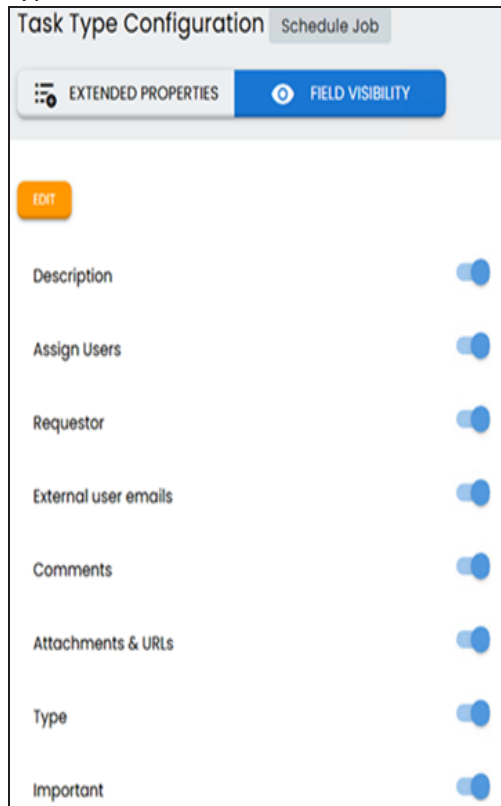 Task Type Configuration Schedule Job
EXTENDED PROPERTIES FIELD VISIBILITY
EDIT
Description
Assign Users
Requestor
External user emails
Comments
Attachments & URLs
Type
Important